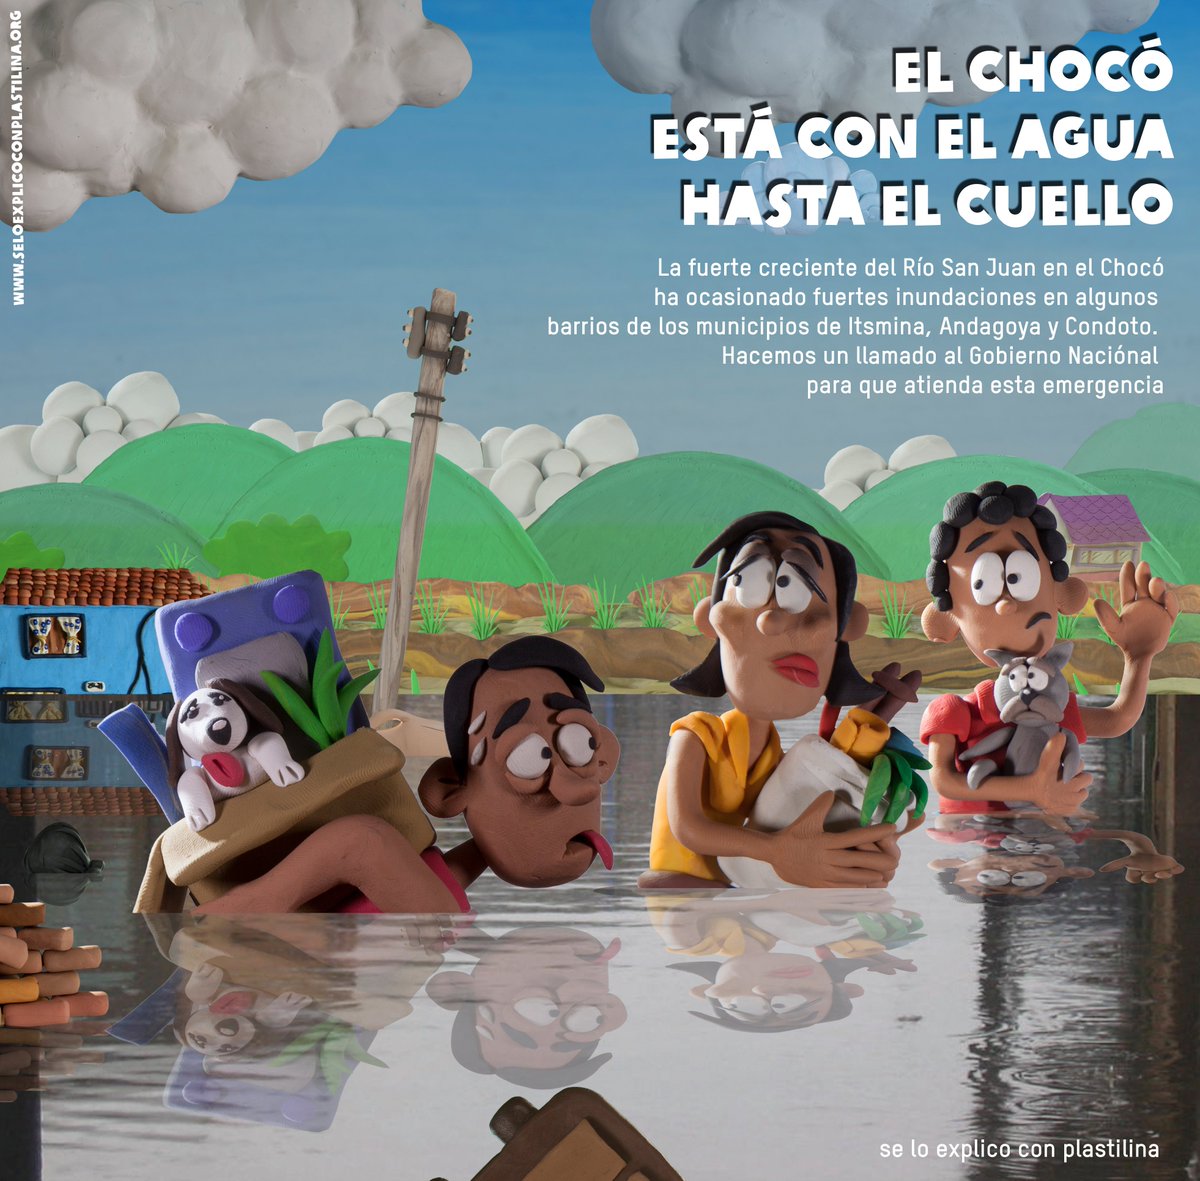 EL CHOCÓ
ESTÁ CON EL AGUA
HASTA EL CUELLO
La fuerte creciente del Río San Juan en el Chocó
ha ocasionado fuertes inundaciones en algunos
barrios de los municipios de Itsmina, Andagoya y Condoto.
Hacemos un llamado al Gobierno Naciónal
para que atienda esta emergencia
WWW.SELOEXPLICOCONPLASTILINA.ORG
se lo explico con plastilina